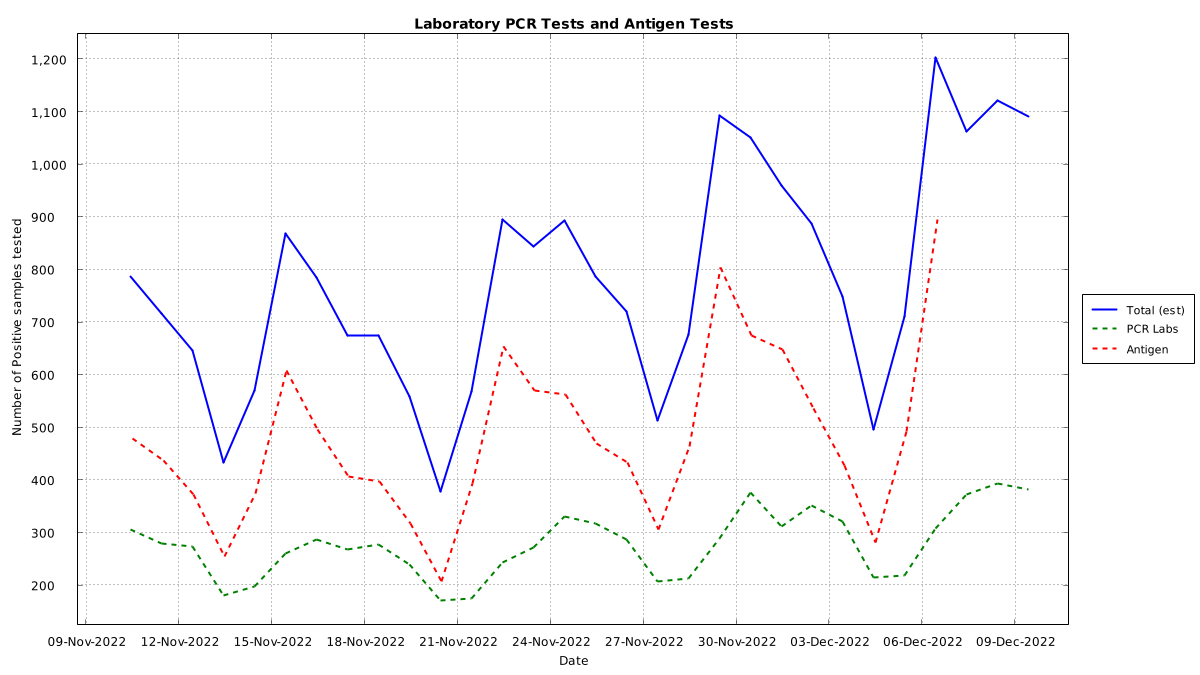 Laboratory PCR Tests and Antigen Tests
1,200
1,100
1,000
900
800
700
600
500
400
300
200
Number of Positive samples tested
09-Nov-2022 12-Nov-2022 15-Nov-2022 18-Nov-2022 21-Nov-2022 24-Nov-2022 27-Nov-2022 30-Nov-2022 03-Dec-2022 06-Dec-2022 09-Dec-2022
Date
Total (est)
PCR Labs
Antigen